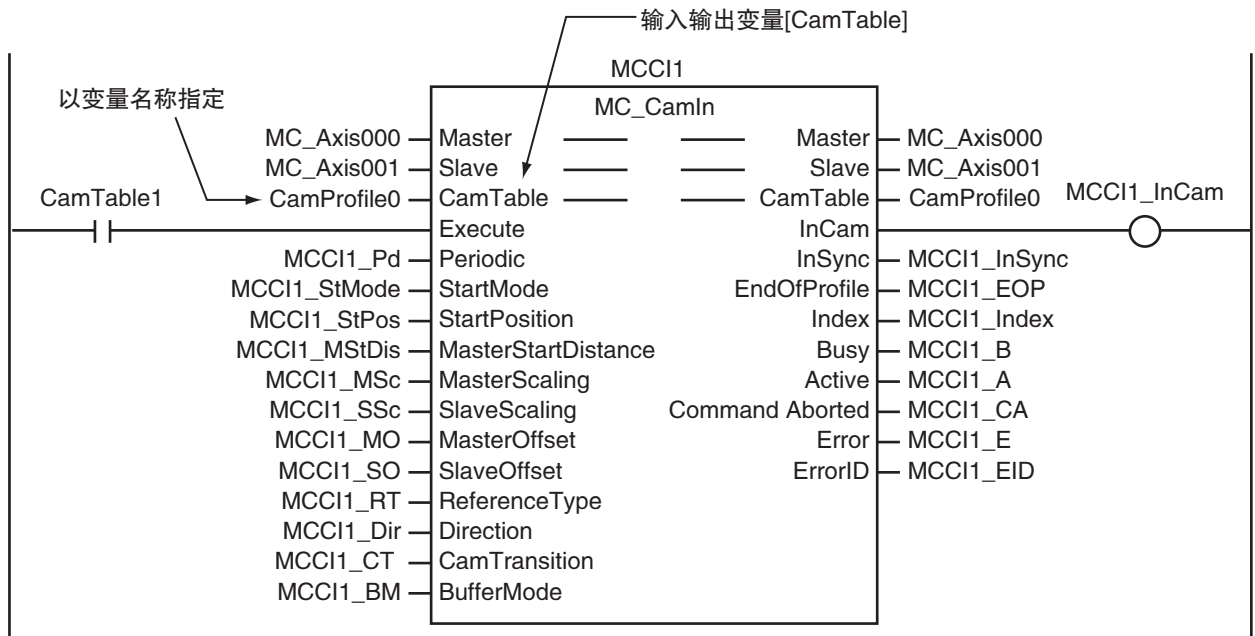 输入输出变量[CamTable]
MCCI1
以变量名称指定
MC_CamIn
MC_Axis000 Master Master MC_Axis000
MC_Axis001 Slave Slave MC_Axis001
CamTable1 CamProfile0 CamTable CamTable CamProfile0 MCCI1_InCam
Execute InCam
MCCI1_Pd Periodic InSync MCCI1_InSync
MCCI1_StMode StartMode EndOfProfile MCCI1_EOP
MCCI1_StPos StartPosition Index MCCI1_Index
MCCI1_MStDis MasterStartDistance Busy MCCI1_B
MCCI1_MSc MasterScaling Active MCCI1_A
MCCI1_SSc SlaveScaling Command Aborted MCCI1_CA
MCCI1_MO MasterOffset Error MCCI1_E
MCCI1_SO SlaveOffset ErrorID MCCI1_EID
MCCI1_RT ReferenceType
MCCI1_Dir Direction
MCCI1_CT CamTransition
MCCI1_BM BufferMode